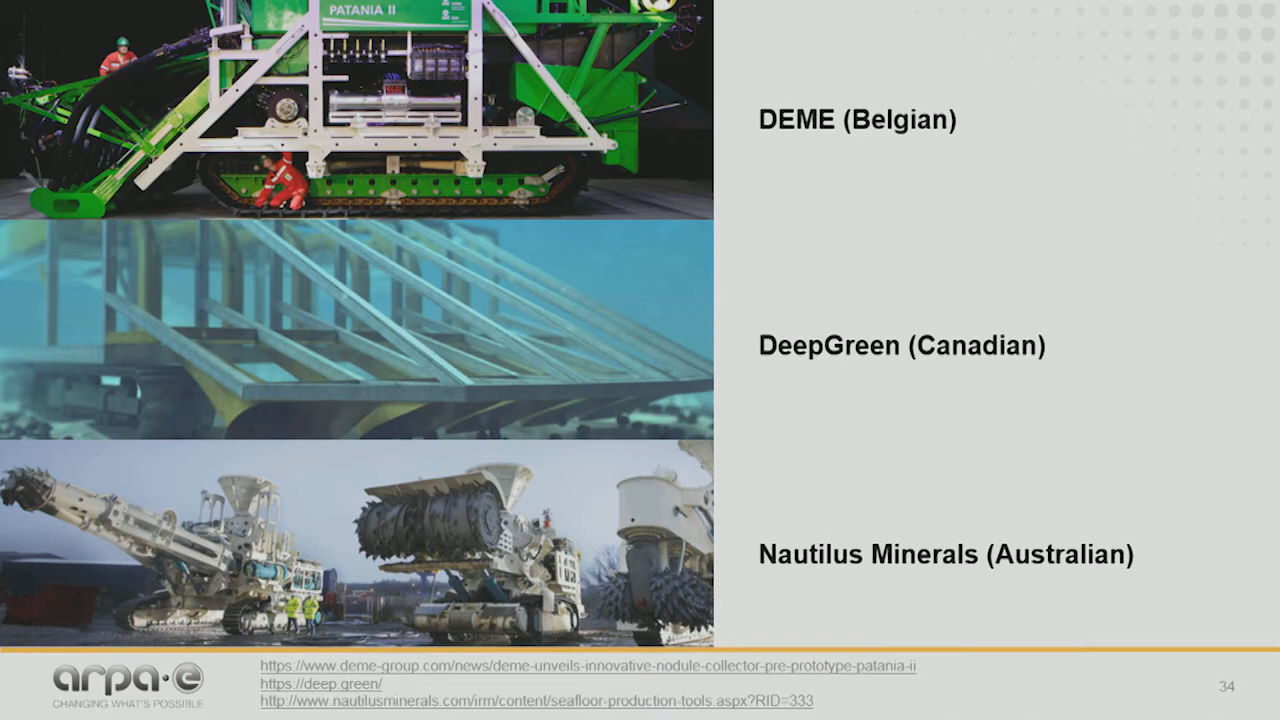 PATANIA II
DEME (Belgian)
DeepGreen (Canadian)
Nautilus Minerals (Australian)
arpa·e
CHANGING WHAT'S POSSIBLE
https://www.deme-group.com/news/deme-unveils-innovative-nodule-collector-pre-prototype-patania-ii
https://deep.green/
http://www.nautilusminerals.com/irm/content/seafloor-production-tools.aspx?RID=333
34